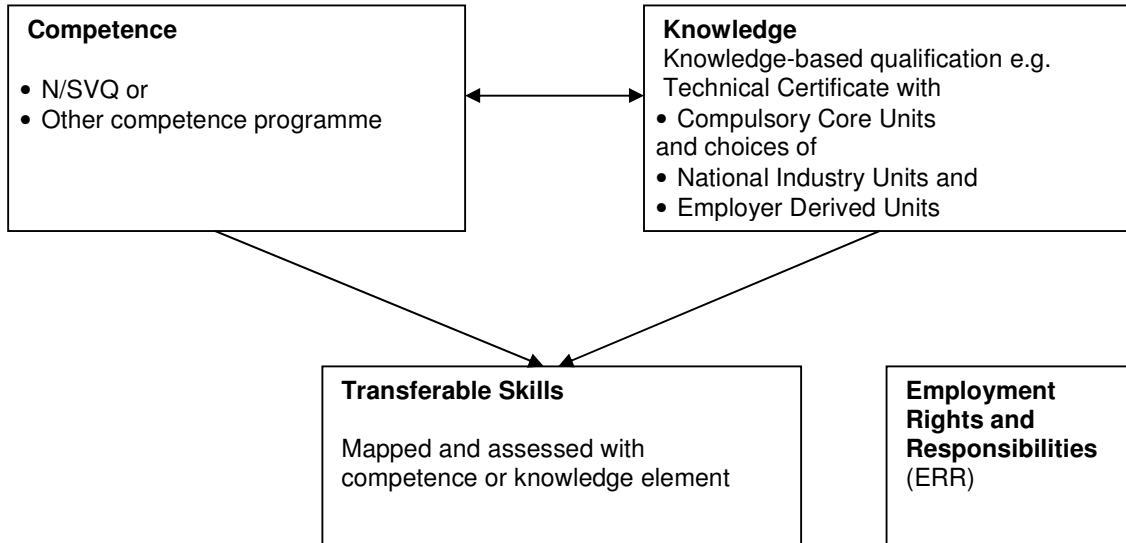 Competence
• N/SVQ or
• Other competence programme
Knowledge
Knowledge-based qualification e.g.
Technical Certificate with
• Compulsory Core Units
and choices of
• National Industry Units and
• Employer Derived Units
Transferable Skills
Mapped and assessed with
competence or knowledge element
Employment
Rights and
Responsibilities
(ERR)